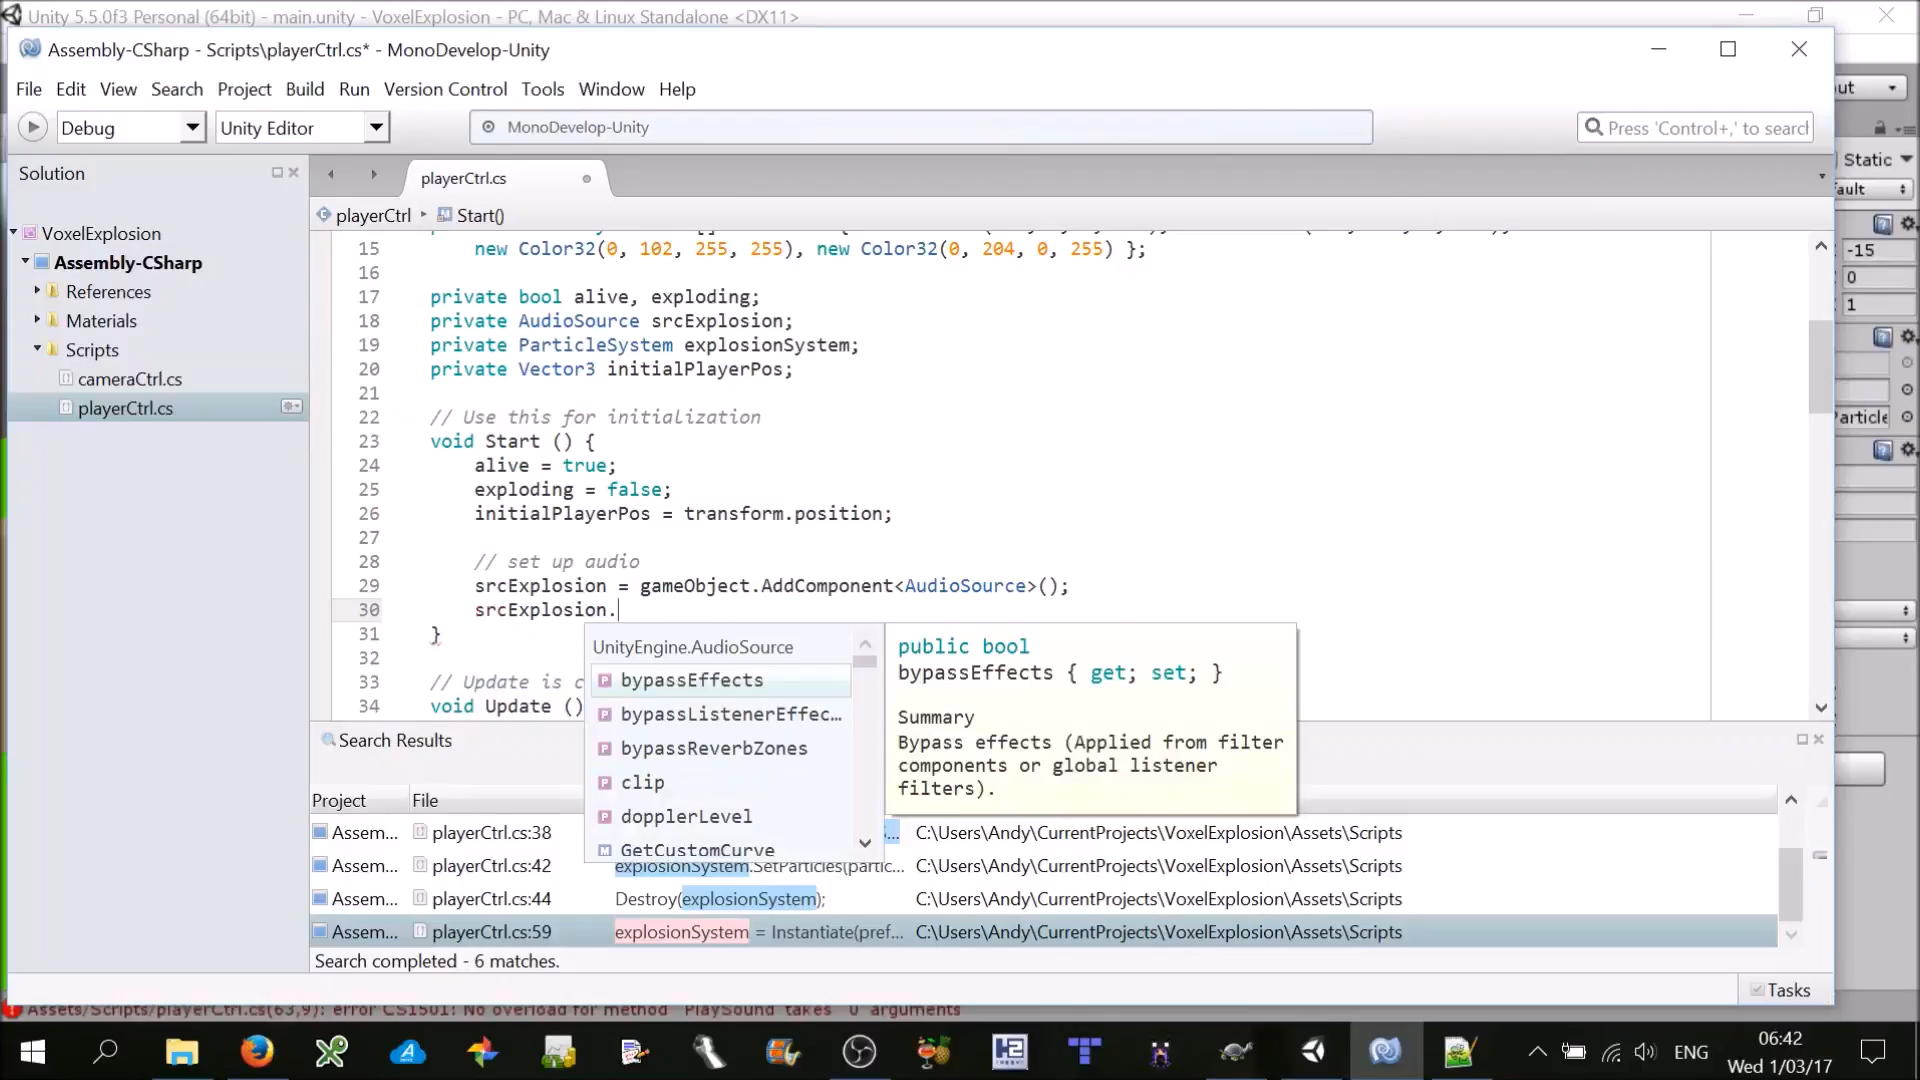 Unity 5.5.0f3 Personal (64bit) - main.unity - VoxelExplosion - PC, Mac & Linux Standalone <DX11>
Assembly-CSharp - Scripts\playerCtrl.cs* - MonoDevelop-Unity
File Edit View Search Project Build Run Version Control Tools Window Help
Debug Unity Editor MonoDevelop-Unity Press 'Control+,' to search
Solution
playerCtrl.cs
Static
playerCtrl Start()
VoxelExplosion
Assembly-CSharp
References
Materials
Scripts
cameraCtrl.cs
playerCtrl.cs
15 new Color32(0, 102, 255, 255), new Color32(0, 204, 0, 255) };
16
17 private bool alive, exploding;
18 private AudioSource srcExplosion;
19 private ParticleSystem explosionSystem;
20 private Vector3 initialPlayerPos;
21
22 // Use this for initialization
23 void Start () {
24 alive = true;
25 exploding = false;
26 initialPlayerPos = transform.position;
27
28 // set up audio
29 srcExplosion = gameObject.AddComponent<AudioSource>();
30 srcExplosion.
31 }
32
33 // Update is c
34 void Update ()
-15
0
1
UnityEngine.AudioSource
bypassEffects
bypassListenerEffec...
bypassReverbZones
clip
dopplerLevel
GetCustomCurve
public bool
bypassEffects { get; set; }
Summary
Bypass effects (Applied from filter
components or global listener
filters).
Search Results
Project File
Assem... playerCtrl.cs:38 C:\Users\Andy\CurrentProjects\VoxelExplosion\Assets\Scripts
Assem... playerCtrl.cs:42 explosionSystem.SetParticles(partic... C:\Users\Andy\CurrentProjects\VoxelExplosion\Assets\Scripts
Assem... playerCtrl.cs:44 Destroy(explosionSystem); C:\Users\Andy\CurrentProjects\VoxelExplosion\Assets\Scripts
Assem... playerCtrl.cs:59 explosionSystem = Instantiate(pref... C:\Users\Andy\CurrentProjects\VoxelExplosion\Assets\Scripts
Search completed - 6 matches.
Tasks
Assets/Scripts/playerCtrl.cs(63,9): error CS1501: No overload for method PlaySound takes 0 arguments
ENG
06:42
Wed 1/03/17